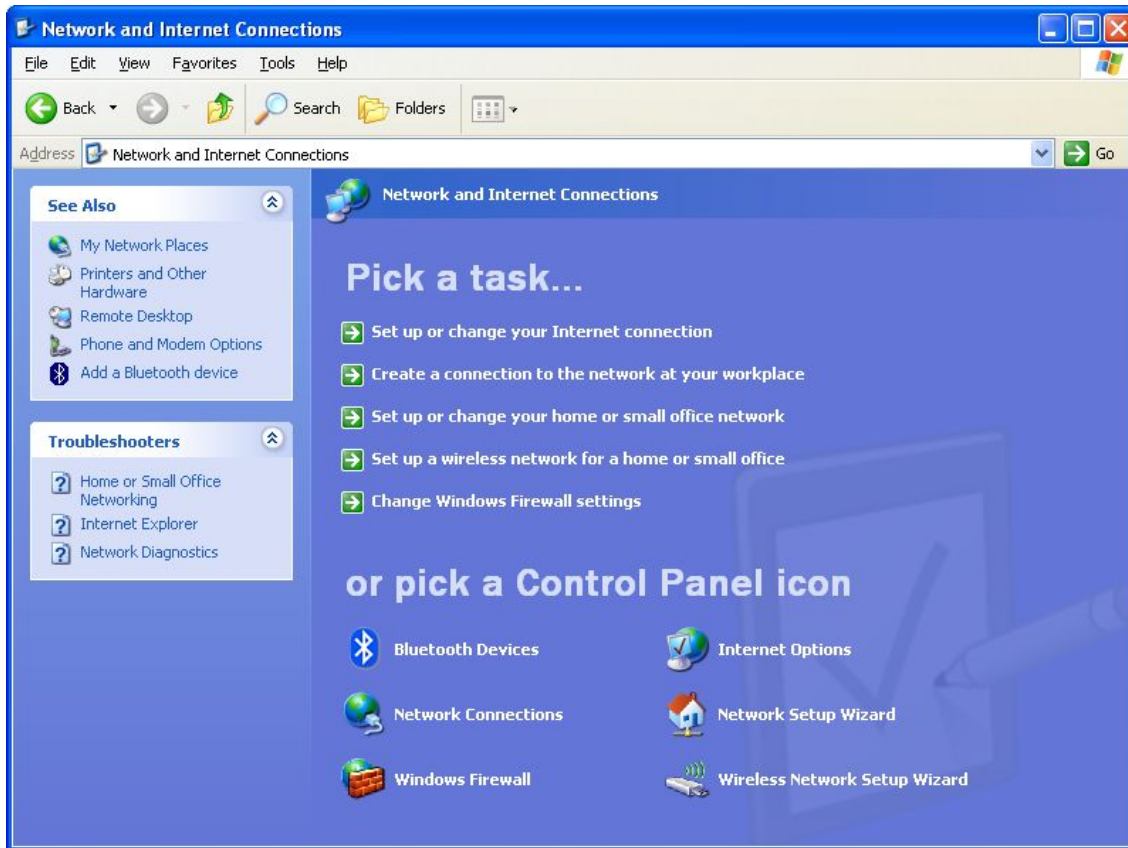 Network and Internet Connections
File Edit View Favorites Tools Help
Back Search Folders
Address Network and Internet Connections Go
See Also
My Network Places
Printers and Other
Hardware
Remote Desktop
Phone and Modem Options
Add a Bluetooth device
Troubleshooters
Home or Small Office
Networking
Internet Explorer
Network Diagnostics
Network and Internet Connections
Pick a task...
Set up or change your Internet connection
Create a connection to the network at your workplace
Set up or change your home or small office network
Set up a wireless network for a home or small office
Change Windows Firewall settings
or pick a Control Panel icon
Bluetooth Devices Internet Options
Network Connections Network Setup Wizard
Windows Firewall Wireless Network Setup Wizard